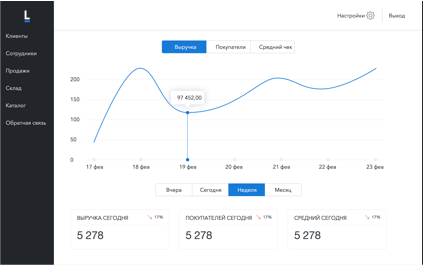 L
Настройки
Выход
Клиенты
Сотрудники
Продажи
Склад
Каталог
Обратная связь
Выручка Покупатели Средний чек
200
150
100
50
0
97 452,00
17 фев 18 фев 19 фев 20 фев 21 фев 22 фев 23 фев
Вчера Сегодня Неделя Месяц
ВЫРУЧКА СЕГОДНЯ 17%
5 278
ПОКУПАТЕЛЕЙ СЕГОДНЯ 17%
5 278
СРЕДНИЙ СЕГОДНЯ 17%
5 278